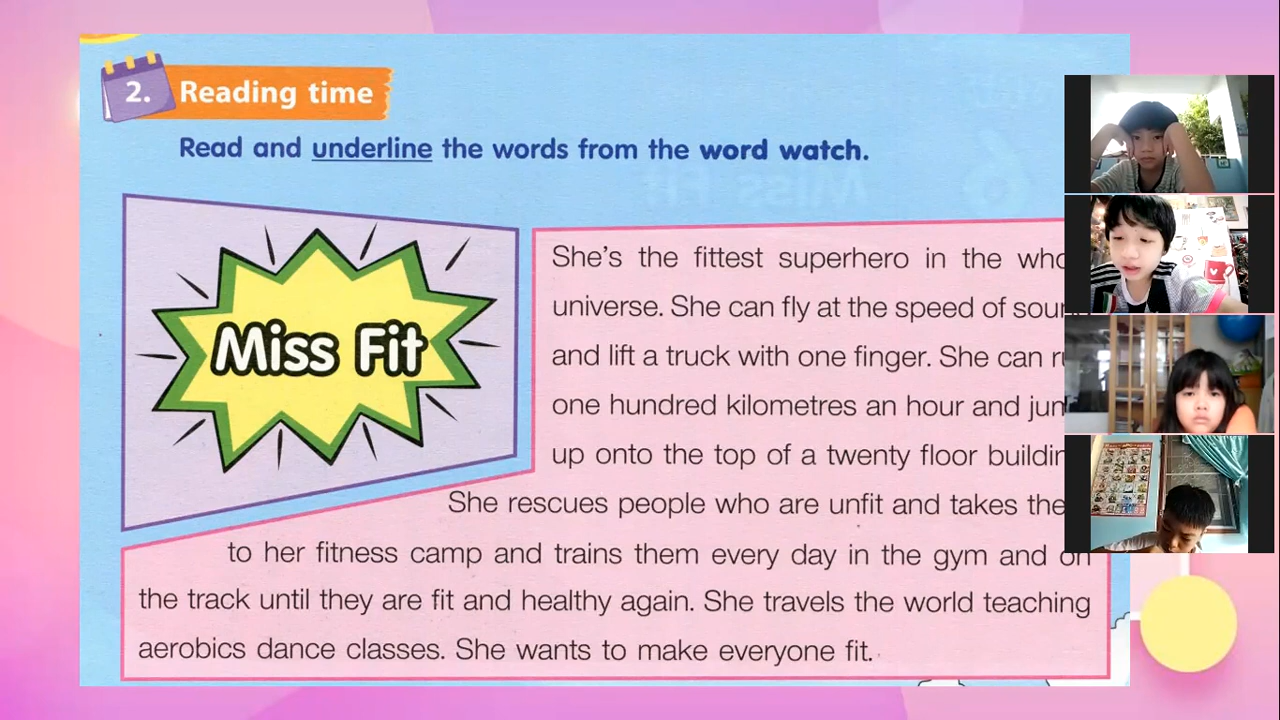 2.
Reading time
Read and underline the words from the word watch.
Miss Fit
She's the fittest superhero in the who
universe. She can fly at the speed of sound
and lift a truck with one finger. She can ru
one hundred kilometres an hour and jum
up onto the top of a twenty floor buildin
She rescues people who are unfit and takes the
to her fitness camp and trains them every day in the gym and on
the track until they are fit and healthy again. She travels the world teaching
aerobics dance classes. She wants to make everyone fit.